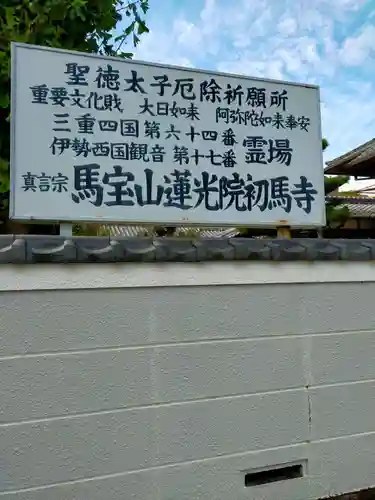 聖徳太子厄除祈願所
重要文化財 大日如来 阿弥陀如来奉安
三重四国第六十四番
伊勢西国観音第十七番 霊場
真言宗 馬宝山蓮光院初馬寺